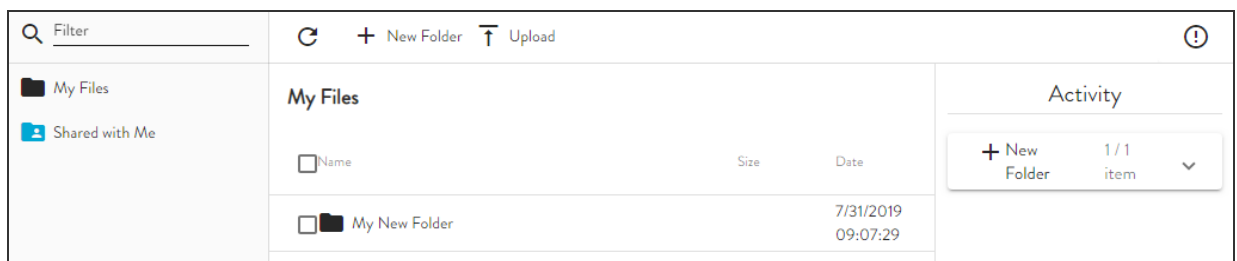 Filter
New Folder Upload
My Files
Shared with Me
My Files
Name Size Date
My New Folder 7/31/2019
09:07:29
Activity
New 1 / 1
Folder item